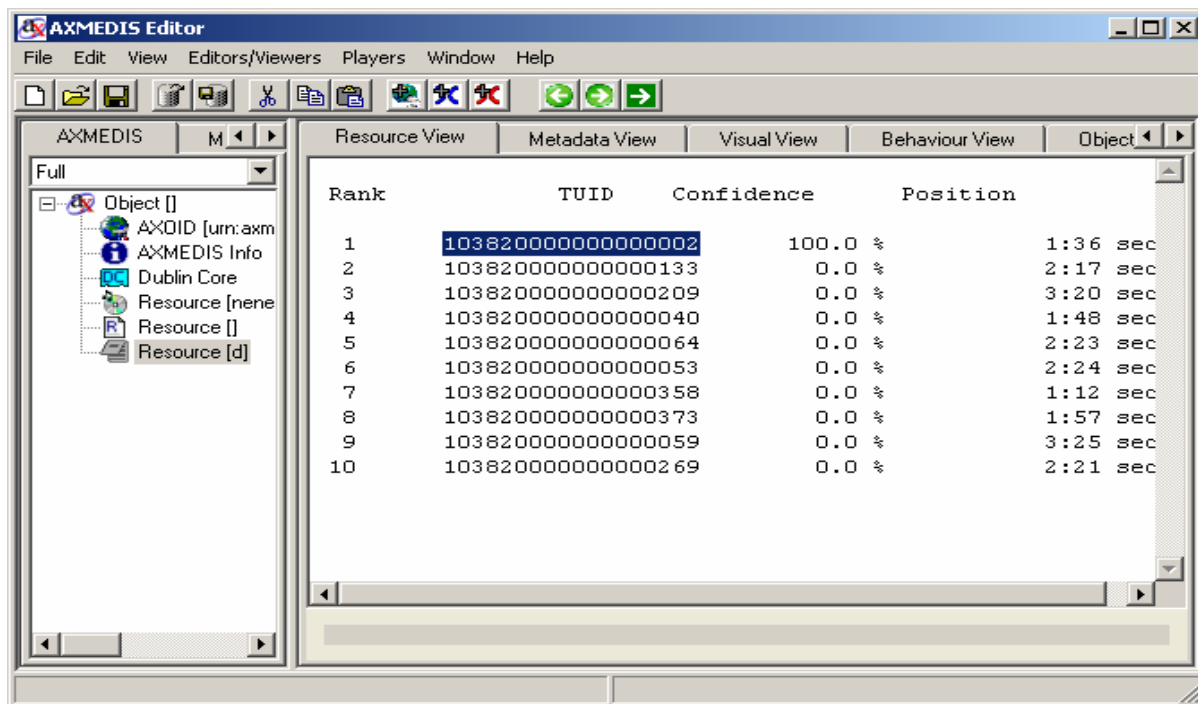 AXMEDIS Editor
File Edit View Editors/Viewers Players Window Help
AXMEDIS M
Full
Object []
AXOID [urn:axm
AXMEDIS Info
Dublin Core
Resource [nene
Resource []
Resource [d]
Resource View Metadata View Visual View Behaviour View Object
Rank TUID Confidence Position
1 103820000000000002 100.0 % 1:36 sec
2 103820000000000133 0.0 % 2:17 sec
3 103820000000000209 0.0 % 3:20 sec
4 103820000000000040 0.0 % 1:48 sec
5 103820000000000064 0.0 % 2:23 sec
6 103820000000000053 0.0 % 2:24 sec
7 103820000000000358 0.0 % 1:12 sec
8 103820000000000373 0.0 % 1:57 sec
9 103820000000000059 0.0 % 3:25 sec
10 103820000000000269 0.0 % 2:21 sec